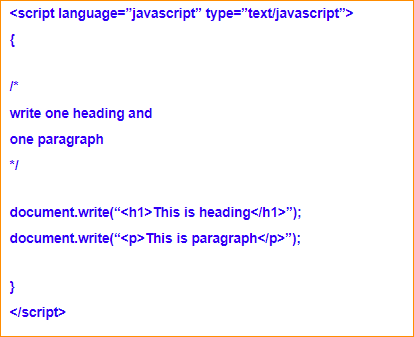 <script language=”javascript” type=”text/javascript”>
{
/*
write one heading and
one paragraph
*/
document.write(“<h1>This is heading</h1>”);
document.write(“<p>This is paragraph</p>”);
}
</script>